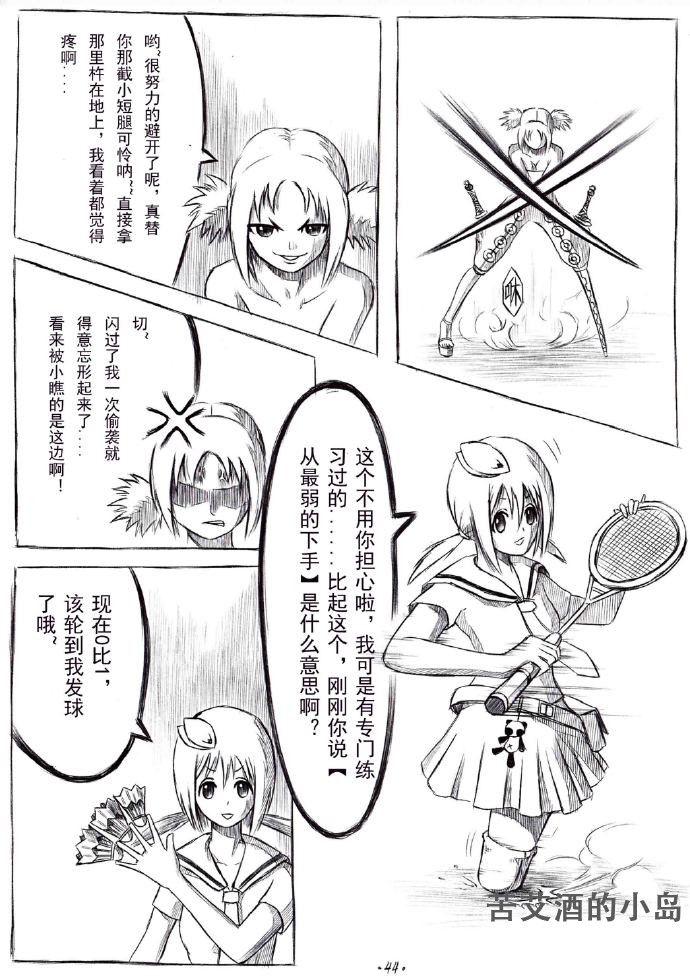 咻
哟~很努力的避开了呢，真替
你那截小短腿可怜呐~~直接拿
那里杵在地上，我看着都觉得
疼啊....
切~
闪过了我一次偷袭就
得意忘形起来了.....
看来被小瞧的是这边啊！
这个不用你担心啦，我可是有专门练
习过的......比起这个，刚刚你说【
从最弱的下手】是什么意思啊？
现在0比1，
该轮到我发球
了哦~
苦艾酒的小岛
·44·